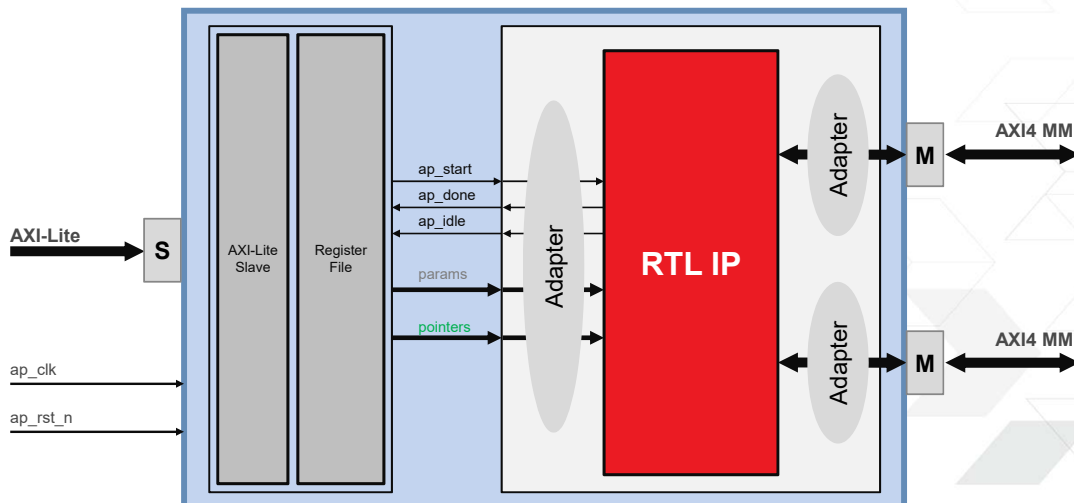 AXI-Lite
S
ap_clk
ap_rst_n
AXI-Lite
Slave
Register
File
ap_start
ap_done
ap_idle
params
pointers
Adapter
RTL IP
Adapter
M
AXI4 MM
Adapter
M
AXI4 MM